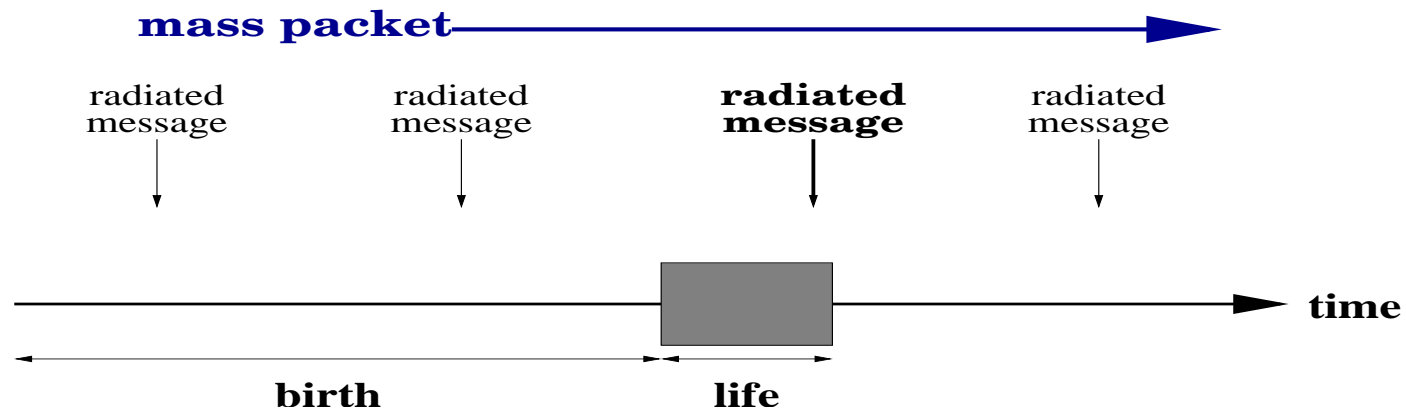 mass packet
radiated
message
radiated
message
radiated
message
radiated
message
time
birth
life